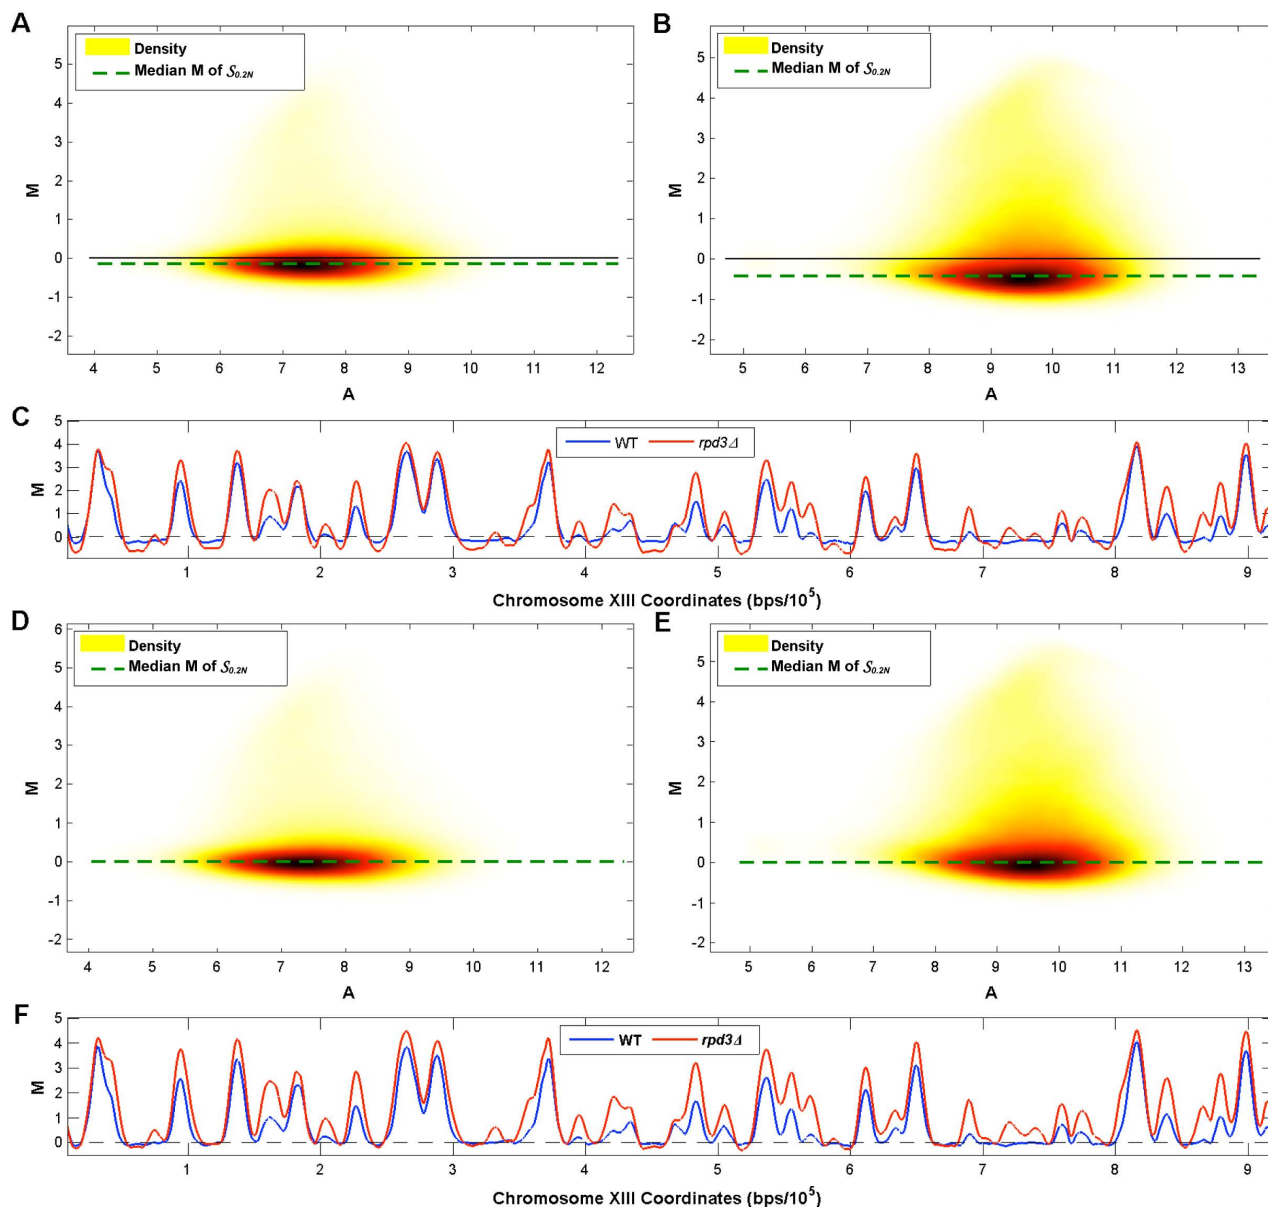 A
Density
Median M of S0.2N
5
4
3
2
1
0
-1
-2
M
4 5 6 7 8 9 10 11 12
A
B
Density
Median M of S0.2N
5
4
3
2
1
0
-1
-2
M
5 6 7 8 9 10 11 12 13
A
C
WT rpd3Δ
5
4
3
2
1
0
M
1 2 3 4 5 6 7 8 9
Chromosome XIII Coordinates (bps/10^5)
D
Density
Median M of S0.2N
6
5
4
3
2
1
0
-1
-2
M
4 5 6 7 8 9 10 11 12
A
E
Density
Median M of S0.2N
5
4
3
2
1
0
-1
-2
M
5 6 7 8 9 10 11 12 13
A
F
WT rpd3Δ
5
4
3
2
1
0
M
1 2 3 4 5 6 7 8 9
Chromosome XIII Coordinates (bps/10^5)